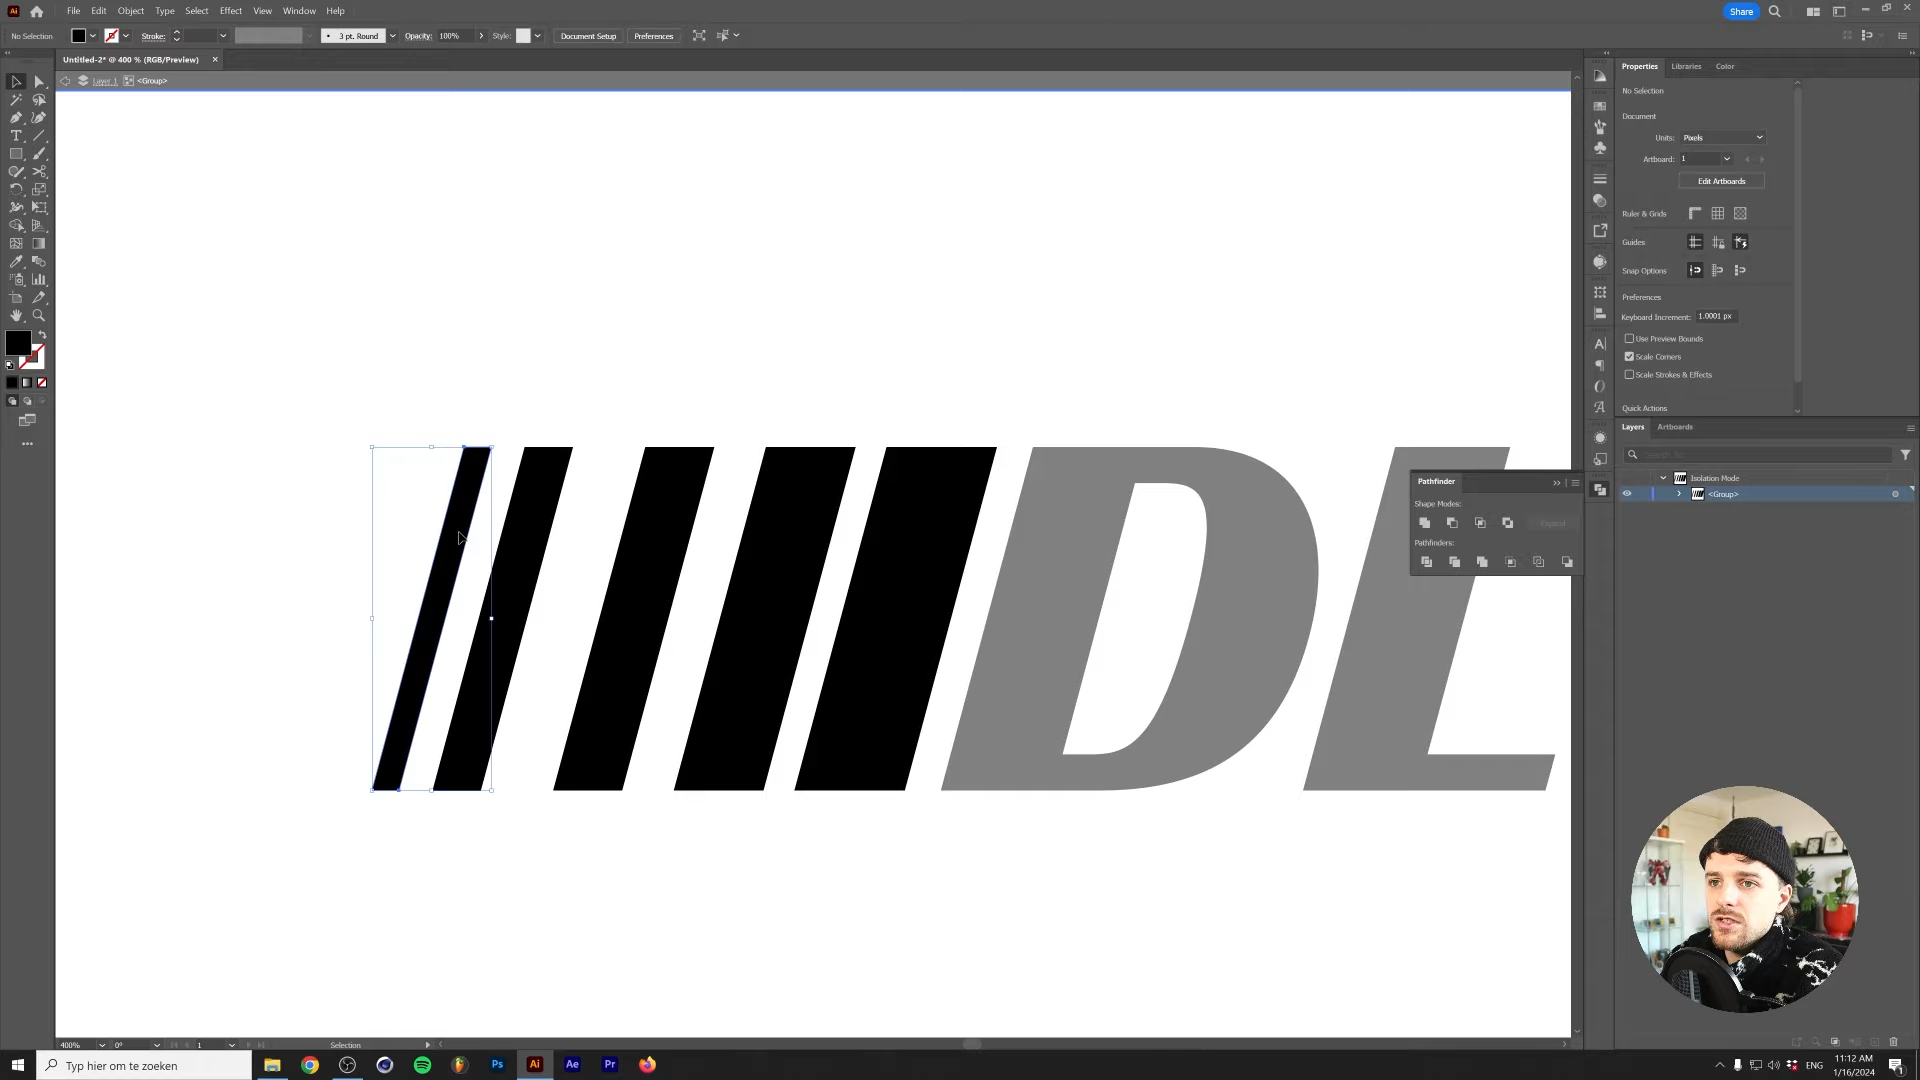 File Edit Object Type Select Effect View Window Help
Share
No Selection
Stroke:
3 pt. Round
Opacity: 100%
Style:
Document Setup
Preferences
Untitled-2* @ 400 % (RGB/Preview)
Layer 1
<Group>
DL
Properties Libraries Color
No Selection
Document
Units: Pixels
Artboard: 1
Edit Artboards
Ruler & Grids
Guides
Snap Options
Preferences
Keyboard Increment: 1.0001 px
Use Preview Bounds
Scale Corners
Scale Strokes & Effects
Quick Actions
Layers Artboards
Isolation Mode
<Group>
Pathfinder
Shape Modes:
Expand
Pathfinders:
400%
0°
1
Selection
Typ hier om te zoeken
Ps
Ai
Ae
Pr
ENG
11:12 AM
1/16/2024